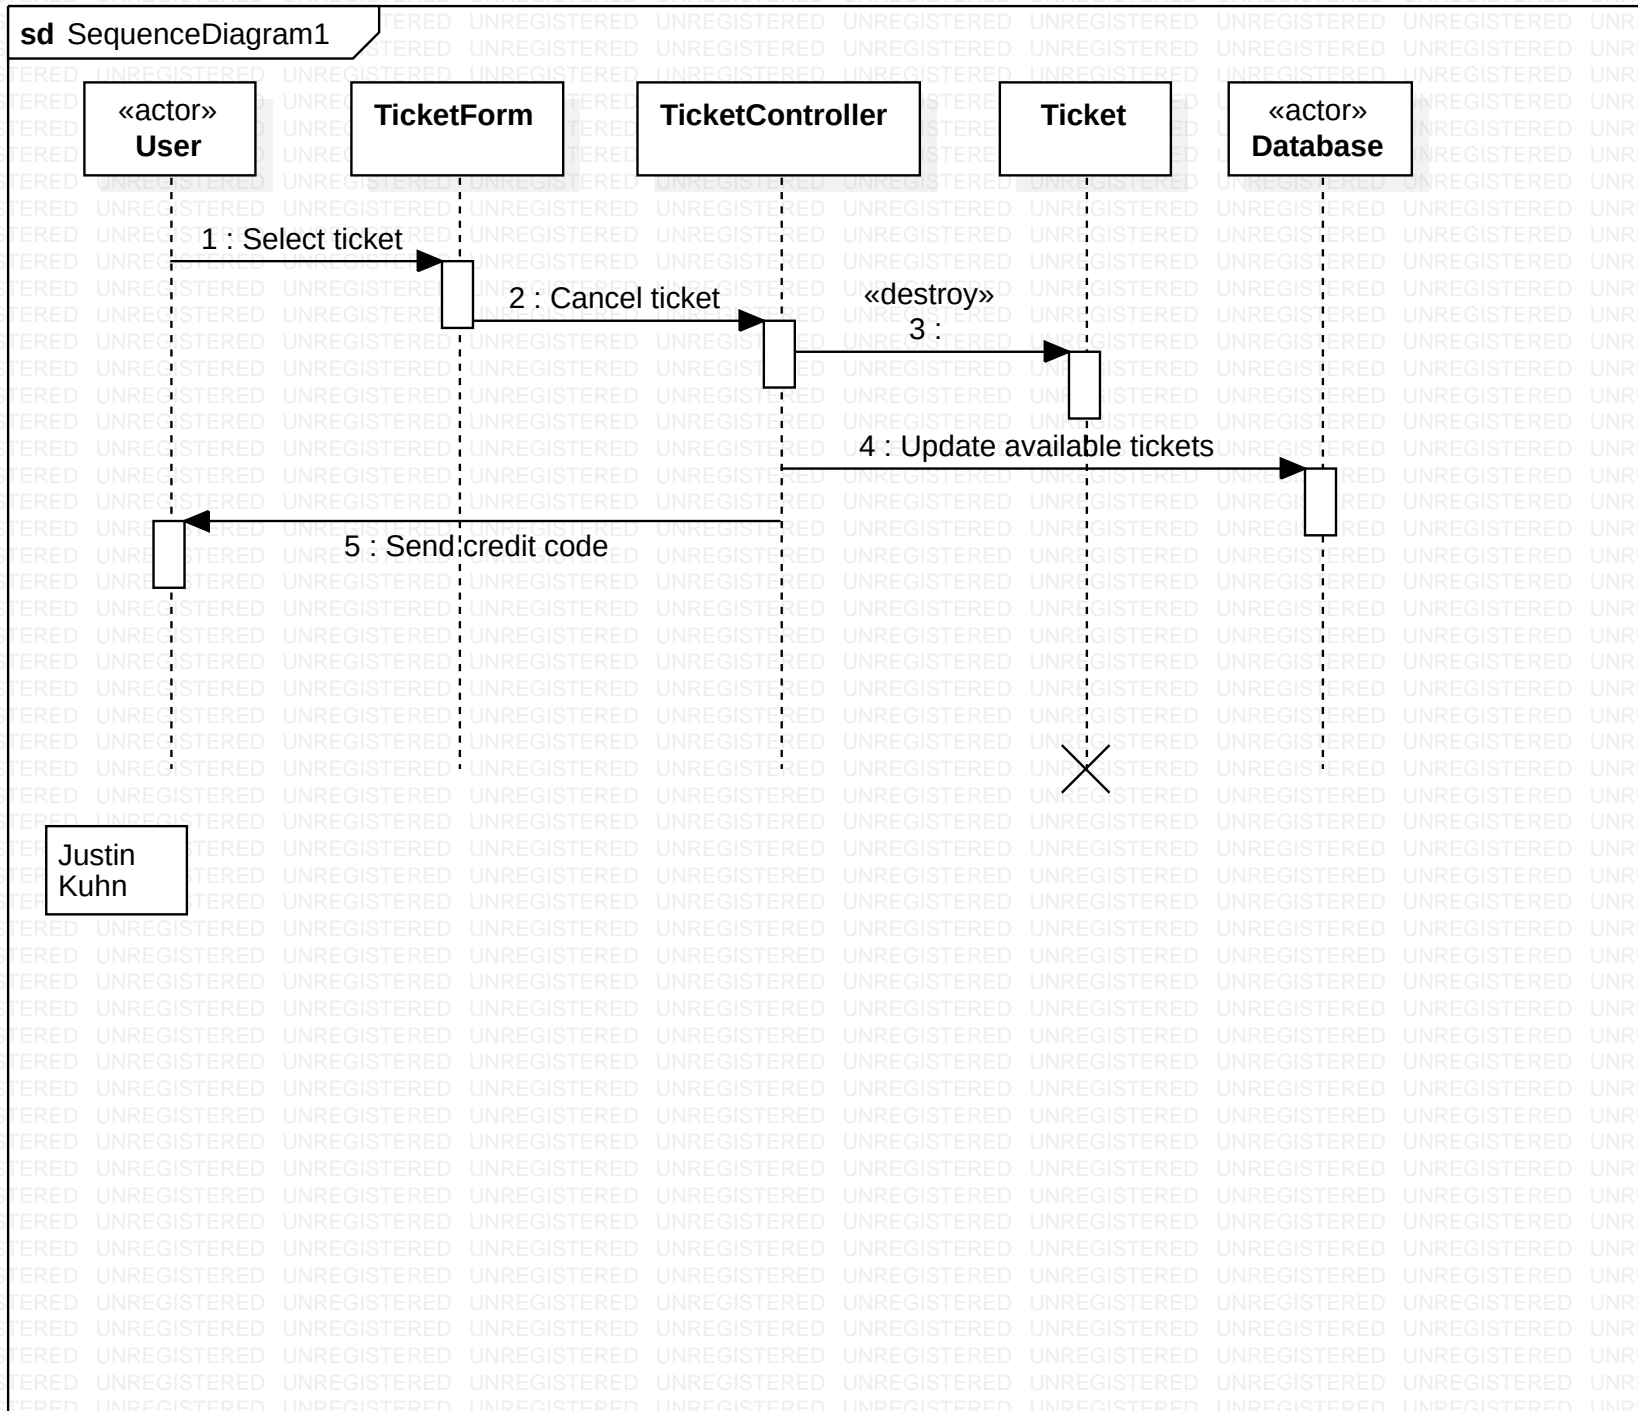 sd SequenceDiagram1
«actor»
User
TicketForm
TicketController
Ticket
«actor»
Database
1 : Select ticket
2 : Cancel ticket
«destroy»
3 :
4 : Update available tickets
5 : Send credit code
Justin
Kuhn
UNREGISTERED